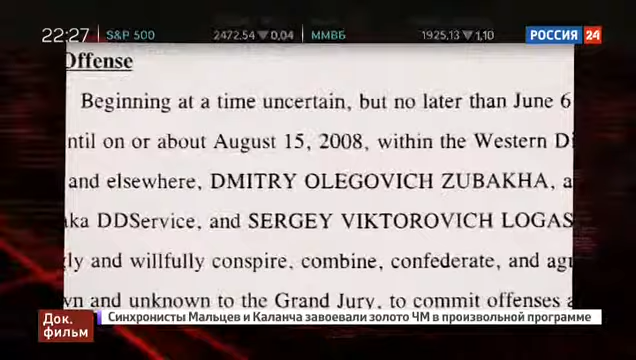 22:27 S&P 500 2472.54 ▼ 0,04 ММВБ 1925.13 ▼ 1,10 РОССИЯ 24
Offense
Beginning at a time uncertain, but no later than June 6
ntil on or about August 15, 2008, within the Western Di
and elsewhere, DMITRY OLEGOVICH ZUBAKHA, a
ka DDService, and SERGEY VIKTOROVICH LOGAS
ly and willfully conspire, combine, confederate, and agr
wn and unknown to the Grand Jury, to commit offenses a
Док.
фильм
Синхронисты Мальцев и Каланча завоевали золото ЧМ в произвольной программе